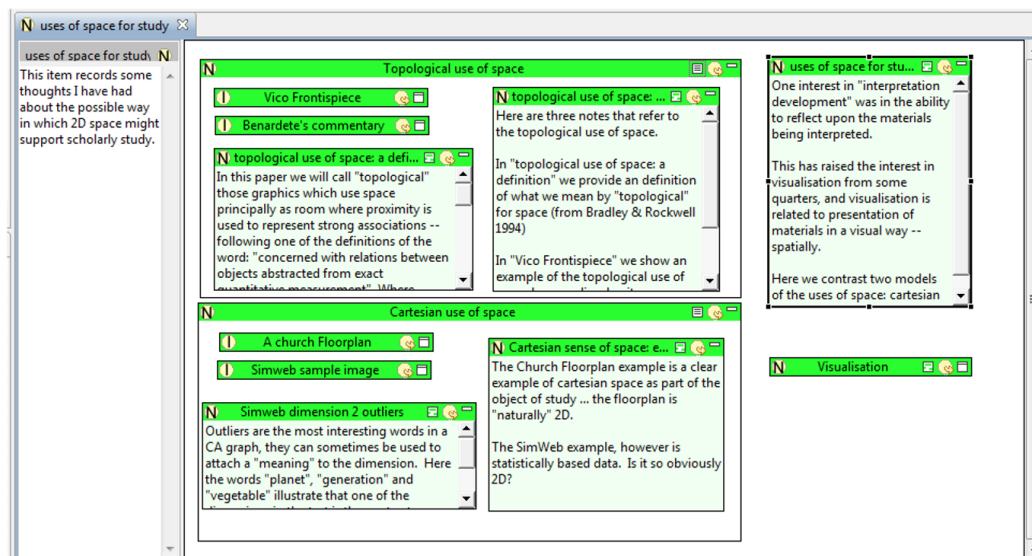 N uses of space for study
uses of space for study N
This item records some
thoughts I have had
about the possible way
in which 2D space might
support scholarly study.
N Topological use of space
I Vico Frontispiece
I Benardete's commentary
N topological use of space: a defi...
In this paper we will call "topological"
those graphics which use space
principally as room where proximity is
used to represent strong associations --
following one of the definitions of the
word: "concerned with relations between
objects abstracted from exact
quantitative measurement". Where
N topological use of space: ...
Here are three notes that refer to
the topological use of space.
In "topological use of space: a
definition" we provide an definition
of what we mean by "topological"
for space (from Bradley & Rockwell
1994)
In "Vico Frontispiece" we show an
example of the topological use of
N Cartesian use of space
I A church Floorplan
I Simweb sample image
N Simweb dimension 2 outliers
Outliers are the most interesting words in a
CA graph, they can sometimes be used to
attach a "meaning" to the dimension. Here
the words "planet", "generation" and
"vegetable" illustrate that one of the
N Cartesian sense of space: e...
The Church Floorplan example is a clear
example of cartesian space as part of the
object of study ... the floorplan is
"naturally" 2D.
The SimWeb example, however is
statistically based data. Is it so obviously
2D?
N uses of space for stu...
One interest in "interpretation
development" was in the ability
to reflect upon the materials
being interpreted.
This has raised the interest in
visualisation from some
quarters, and visualisation is
related to presentation of
materials in a visual way --
spatially.
Here we contrast two models
of the uses of space: cartesian
N Visualisation